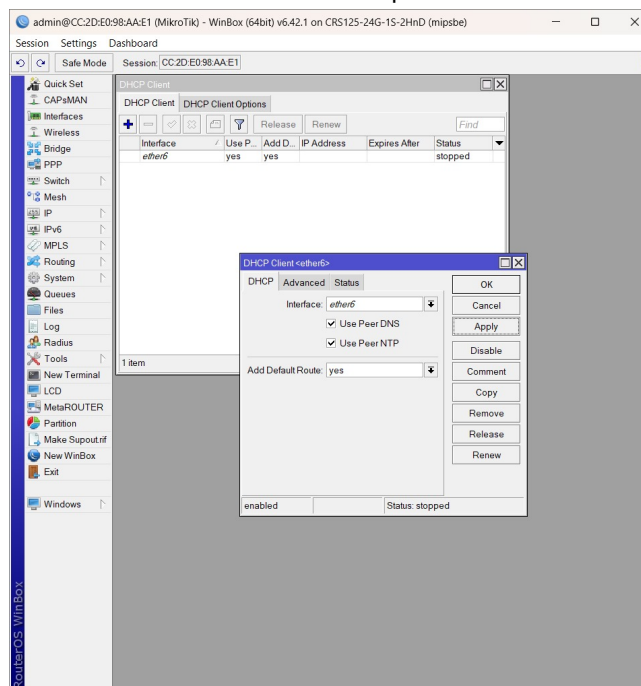 admin@CC:2D:E0:98:AA:E1 (MikroTik) - WinBox (64bit) v6.42.1 on CRS125-24G-1S-2HnD (mipsbe)
Session Settings Dashboard
Safe Mode Session: CC:2D:E0:98:AA:E1
Quick Set
CAPsMAN
Interfaces
Wireless
Bridge
PPP
Switch
Mesh
IP
IPv6
MPLS
Routing
System
Queues
Files
Log
Radius
Tools
New Terminal
LCD
MetaROUTER
Partition
Make Supout.rif
New WinBox
Exit
Windows
RouterOS WinBox
DHCP Client
DHCP Client DHCP Client Options
Release Renew Find
Interface Use P... Add D... IP Address Expires After Status
ether6 yes yes stopped
1 item
DHCP Client <ether6>
DHCP Advanced Status
Interface: ether6
Use Peer DNS
Use Peer NTP
Add Default Route: yes
OK
Cancel
Apply
Disable
Comment
Copy
Remove
Release
Renew
enabled Status: stopped